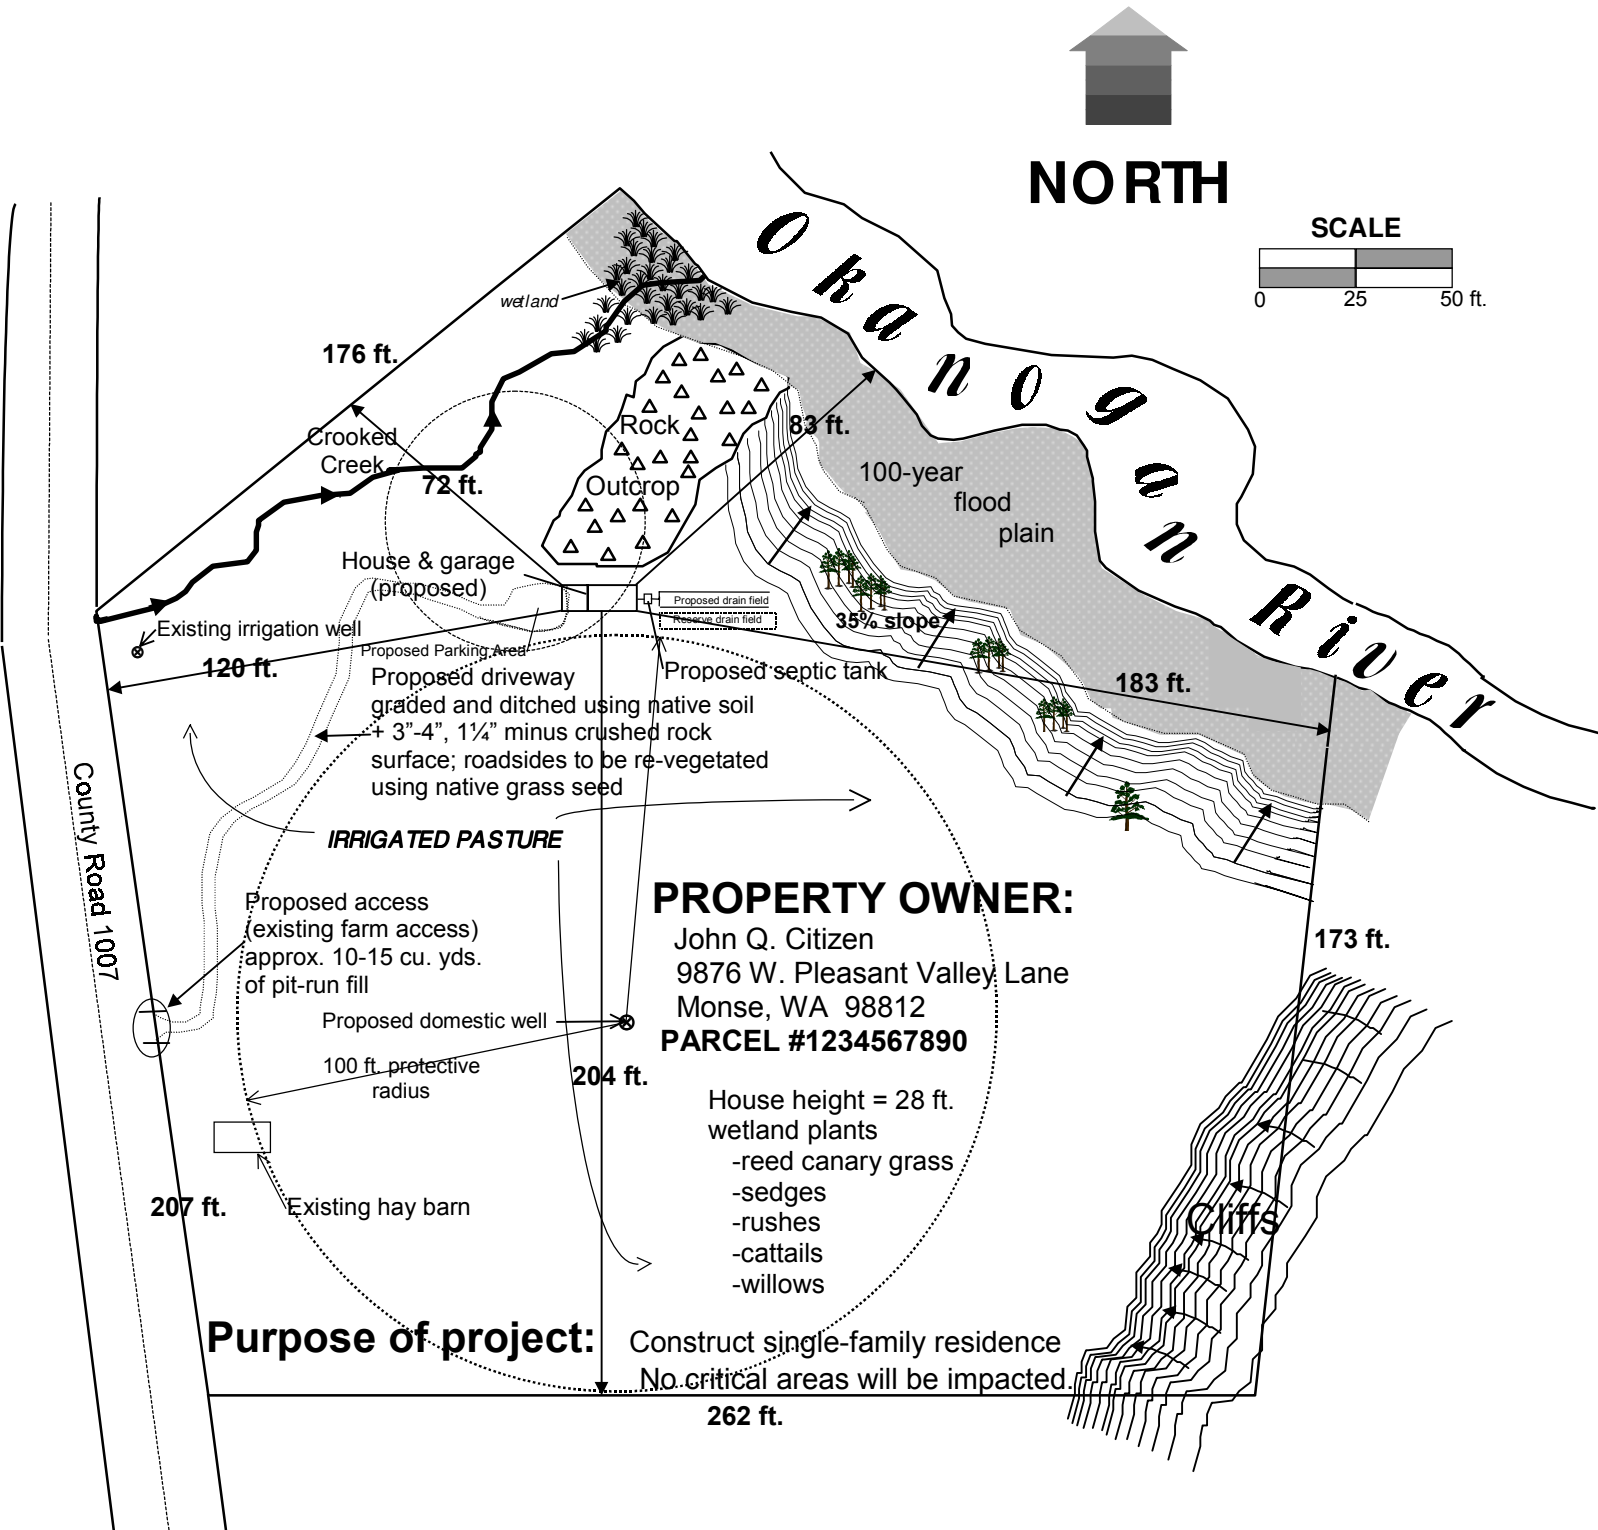 NORTH
SCALE
0 25 50 ft.
Okanogan River
wetland
176 ft.
Rock
Outcrop
83 ft.
Crooked
Creek
72 ft.
100-year
flood
plain
House & garage
(proposed)
Proposed drain field
Reserve drain field
35% slope
Existing irrigation well
Proposed Parking Area
120 ft.
Proposed septic tank
183 ft.
Proposed driveway
graded and ditched using native soil
+ 3”-4”, 1¼” minus crushed rock
surface; roadsides to be re-vegetated
using native grass seed
County Road 1007
IRRIGATED PASTURE
Proposed access
(existing farm access)
approx. 10-15 cu. yds.
of pit-run fill
PROPERTY OWNER:
John Q. Citizen
9876 W. Pleasant Valley Lane
Monse, WA 98812
PARCEL #1234567890
173 ft.
Proposed domestic well
100 ft. protective
radius
204 ft.
House height = 28 ft.
wetland plants
-reed canary grass
-sedges
-rushes
-cattails
-willows
207 ft.
Existing hay barn
Cliffs
Purpose of project:
Construct single-family residence
No critical areas will be impacted.
262 ft.